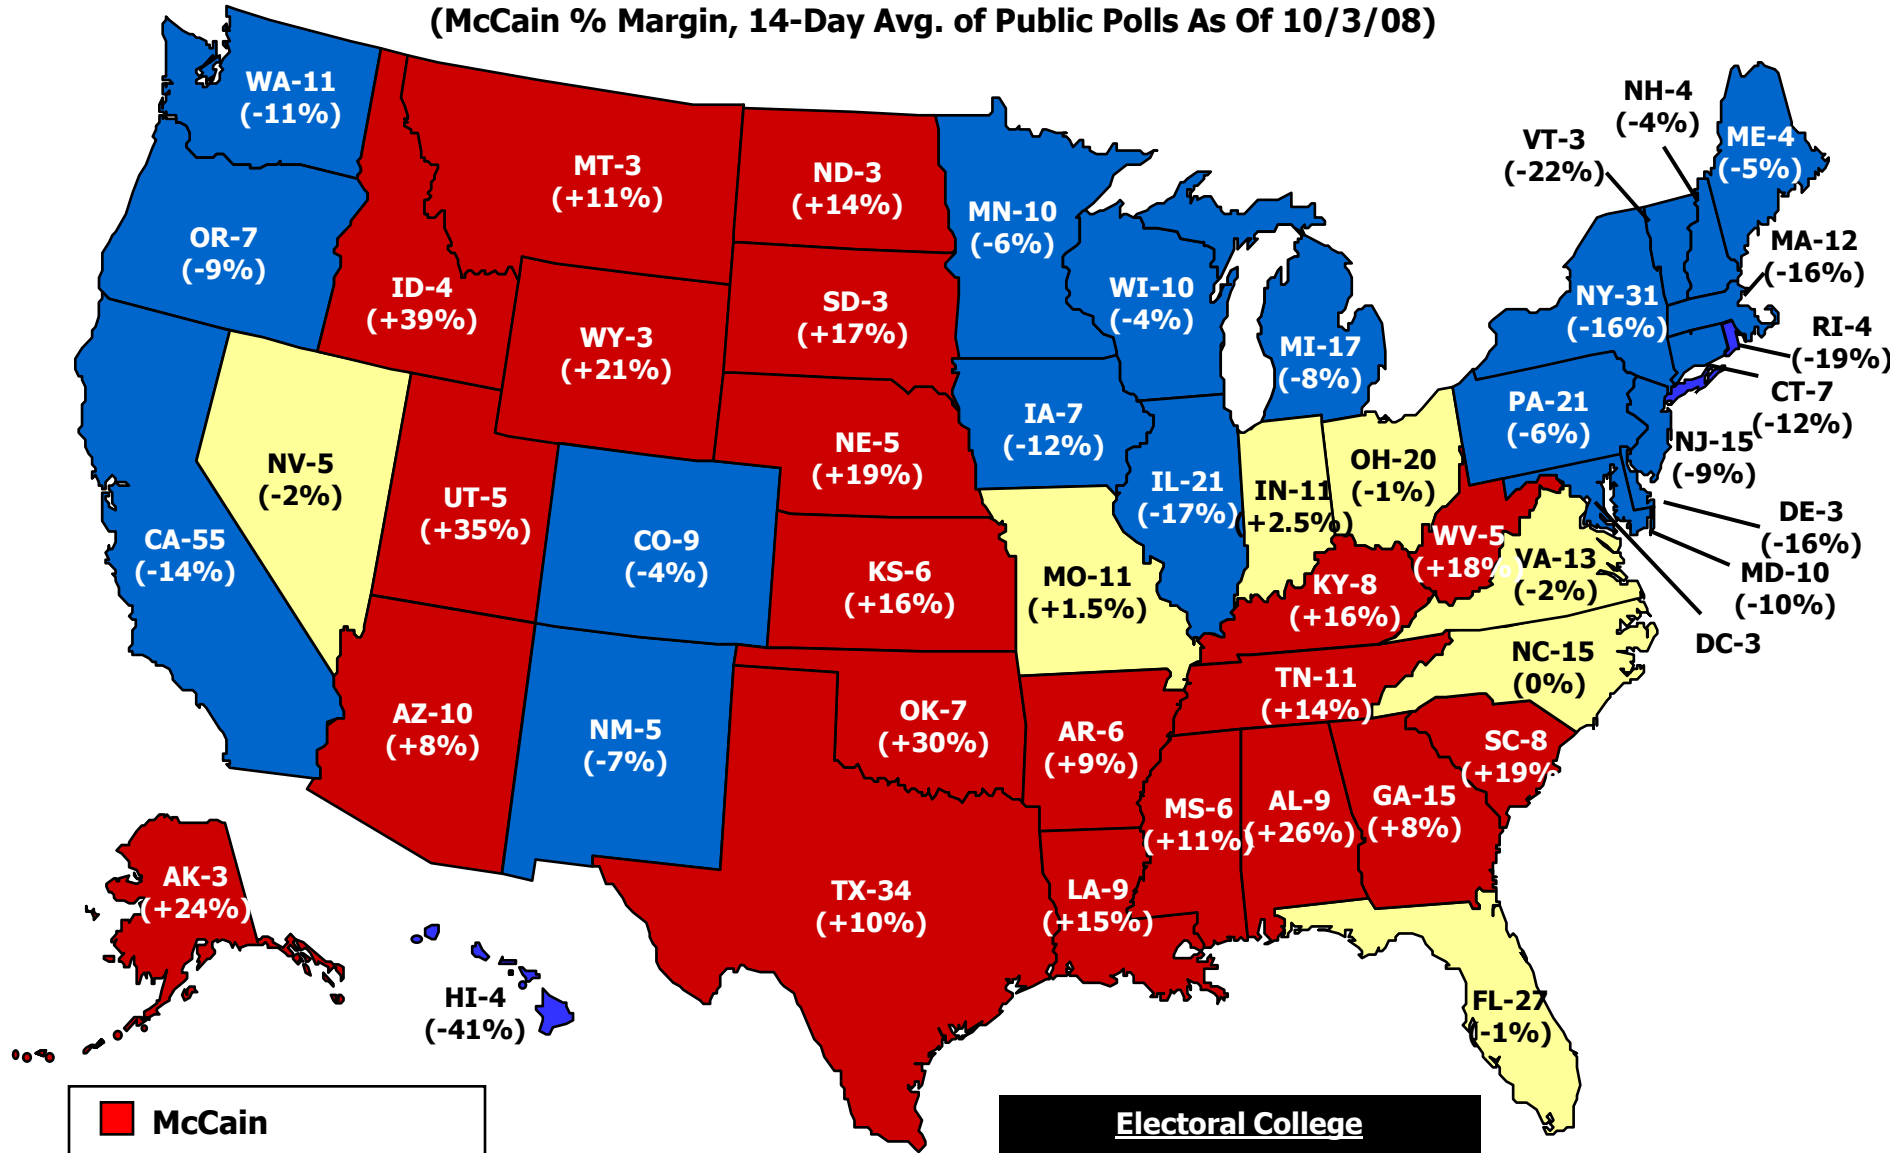 (McCain % Margin, 14-Day Avg. of Public Polls As Of 10/3/08)
WA-11
(-11%)
OR-7
(-9%)
CA-55
(-14%)
NV-5
(-2%)
ID-4
(+39%)
MT-3
(+11%)
WY-3
(+21%)
UT-5
(+35%)
AZ-10
(+8%)
CO-9
(-4%)
NM-5
(-7%)
ND-3
(+14%)
SD-3
(+17%)
NE-5
(+19%)
KS-6
(+16%)
OK-7
(+30%)
TX-34
(+10%)
MN-10
(-6%)
IA-7
(-12%)
MO-11
(+1.5%)
AR-6
(+9%)
LA-9
(+15%)
WI-10
(-4%)
IL-21
(-17%)
MI-17
(-8%)
IN-11
(+2.5%)
OH-20
(-1%)
KY-8
(+16%)
TN-11
(+14%)
MS-6
(+11%)
AL-9
(+26%)
GA-15
(+8%)
FL-27
(-1%)
SC-8
(+19%
NC-15
(0%)
VA-13
(-2%)
WV-5
(+18%)
PA-21
(-6%)
NY-31
(-16%)
VT-3
(-22%)
NH-4
(-4%)
ME-4
(-5%)
MA-12
(-16%)
RI-4
(-19%)
CT-7
(-12%)
NJ-15
(-9%)
DE-3
(-16%)
MD-10
(-10%)
DC-3
AK-3
(+24%)
HI-4
(-41%)
McCain
Electoral College